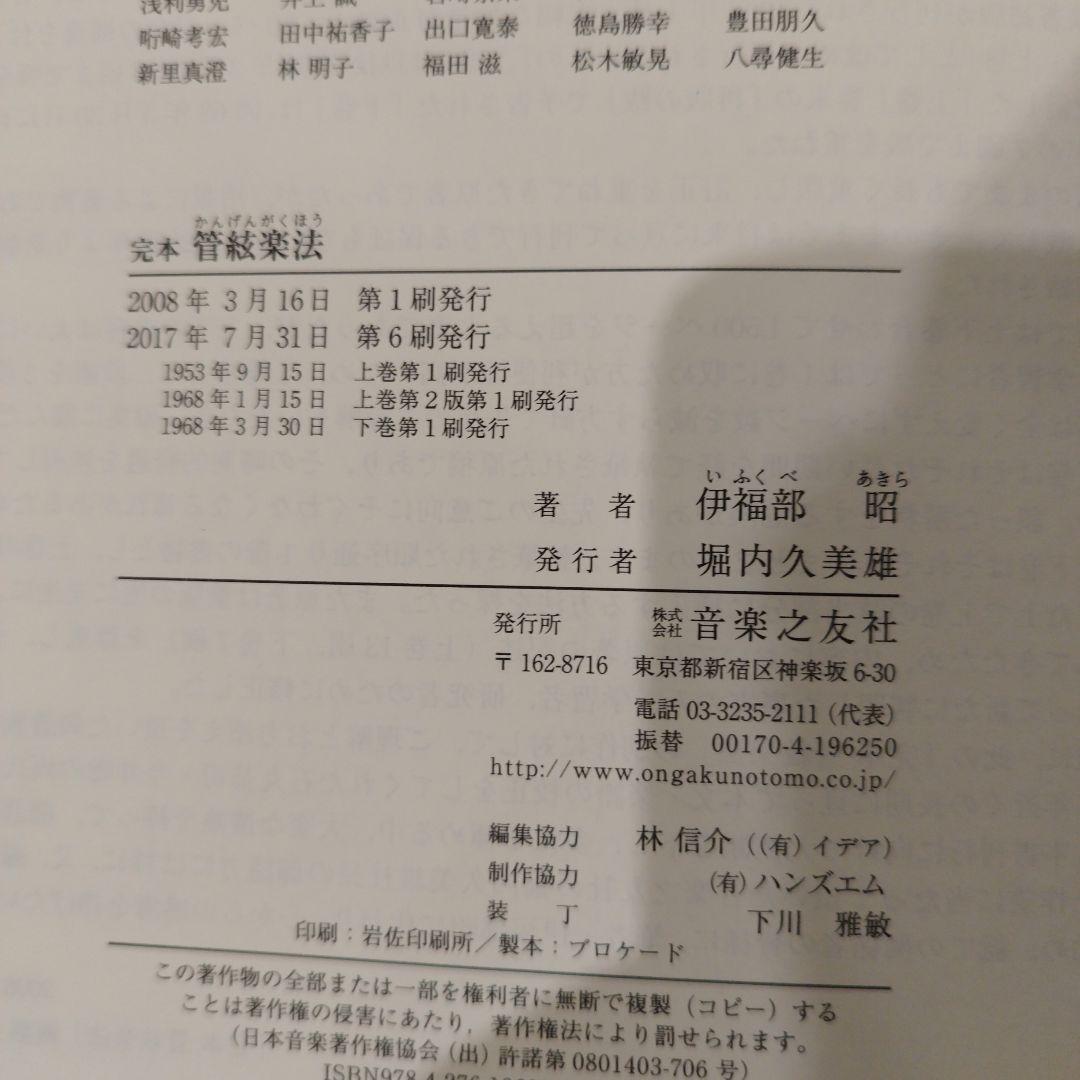 田中祐香子 出口寛泰 徳島勝幸 豊田朋久
新里真澄 林 明子 福田 滋 松木敏晃 八尋健生
かんげんがくほう
完本 管絃楽法
2008年 3月16日 第1刷発行
2017年 7月31日 第6刷発行
1953年9月15日 上巻第1刷発行
1968年1月15日 上巻第2版第1刷発行
1968年3月30日 下巻第1刷発行
い ふく べ あきら
著 者 伊福部 昭
発行者 堀内久美雄
発行所 株式会社 音楽之友社
〒162-8716 東京都新宿区神楽坂6-30
電話 03-3235-2111(代表)
振替 00170-4-196250
http://www.ongakunotomo.co.jp/
編集協力 林 信介((有)イデア)
制作協力 (有)ハンズエム
装 丁 下川 雅敏
印刷:岩佐印刷所/製本:ブロケード
この著作物の全部または一部を権利者に無断で複製(コピー)する
ことは著作権の侵害にあたり,著作権法により罰せられます。
(日本音楽著作権協会(出)許諾第0801403-706号)
ISBN978-4-276-